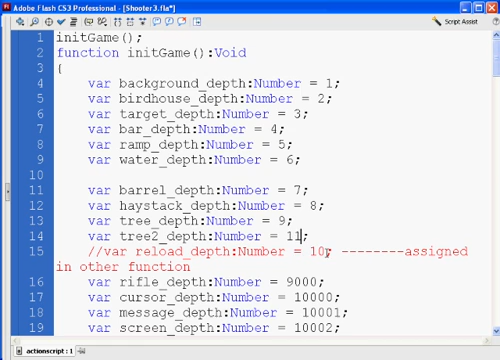 Adobe Flash CS3 Professional - [Shooter3.fla*]
Script Assist
1 initGame();
2 function initGame():Void
3 {
4 var background_depth:Number = 1;
5 var birdhouse_depth:Number = 2;
6 var target_depth:Number = 3;
7 var bar_depth:Number = 4;
8 var ramp_depth:Number = 5;
9 var water_depth:Number = 6;
10
11 var barrel_depth:Number = 7;
12 var haystack_depth:Number = 8;
13 var tree_depth:Number = 9;
14 var tree2_depth:Number = 11;
15 //var reload_depth:Number = 10; --------assigned
in other function
16 var rifle_depth:Number = 9000;
17 var cursor_depth:Number = 10000;
18 var message_depth:Number = 10001;
19 var screen_depth:Number = 10002;
actionscript : 1